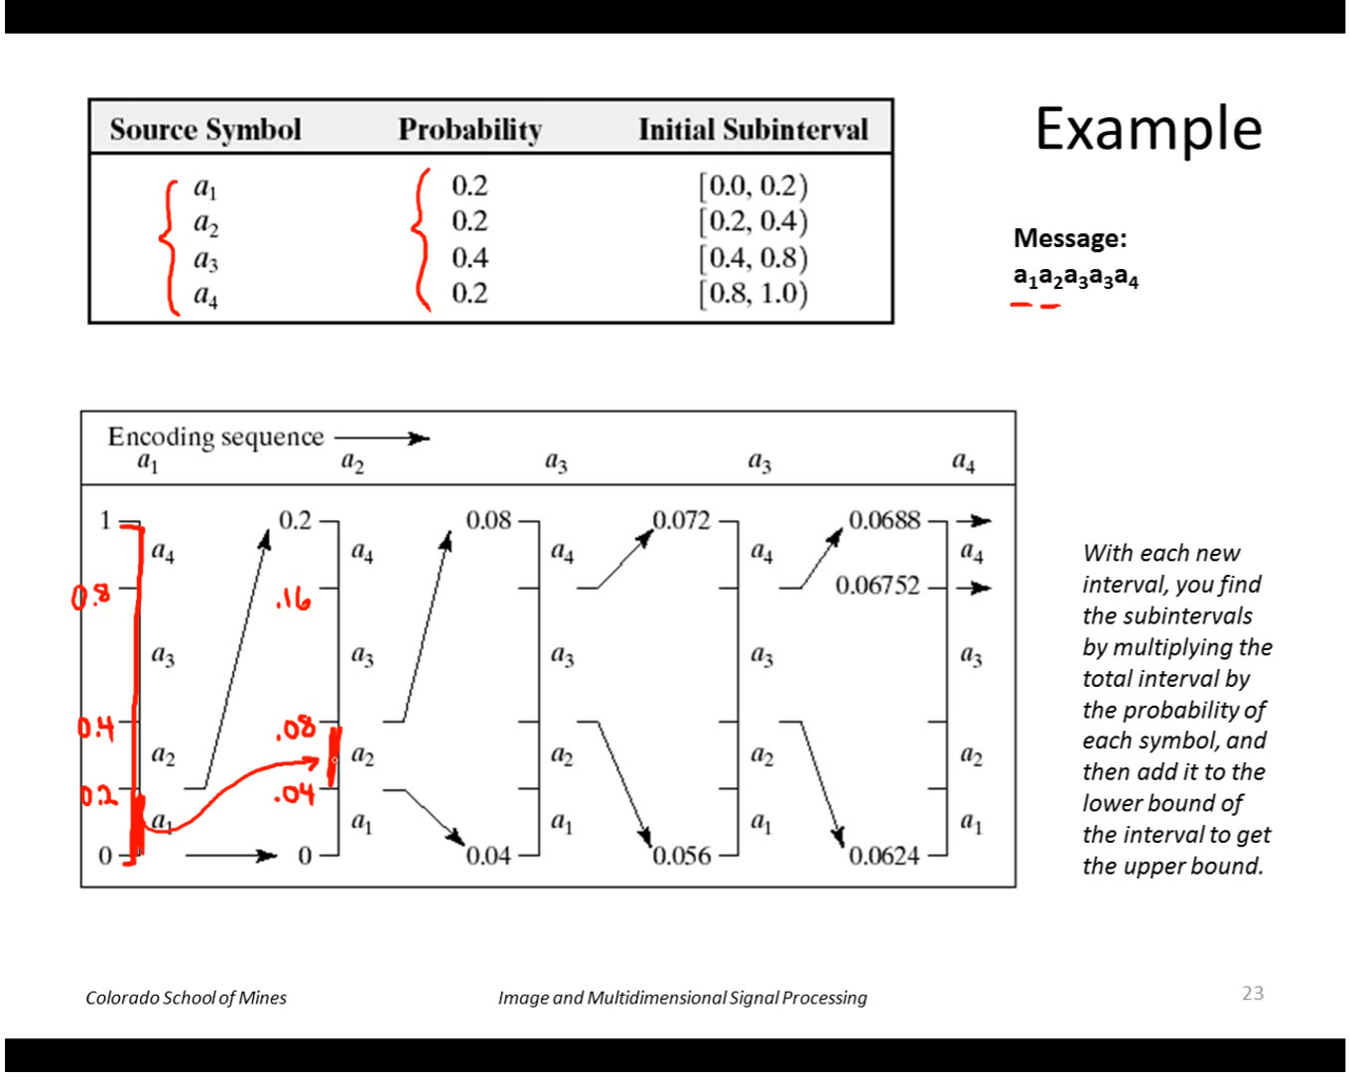 Example
Source Symbol Probability Initial Subinterval
a1 0.2 [0.0, 0.2)
a2 0.2 [0.2, 0.4)
a3 0.4 [0.4, 0.8)
a4 0.2 [0.8, 1.0)
Message:
a1a2a3a3a4
Encoding sequence
a1 a2 a3 a3 a4
1 0.2 0.08 0.072 0.0688
a4 a4 a4 a4 a4
0.8 .16 0.06752
a3 a3 a3 a3 a3
0.4 .08
a2 a2 a2 a2 a2
0.2 .04
a1 a1 a1 a1 a1
0 0 0.04 0.056 0.0624
With each new
interval, you find
the subintervals
by multiplying the
total interval by
the probability of
each symbol, and
then add it to the
lower bound of
the interval to get
the upper bound.
Colorado School of Mines Image and Multidimensional Signal Processing 23